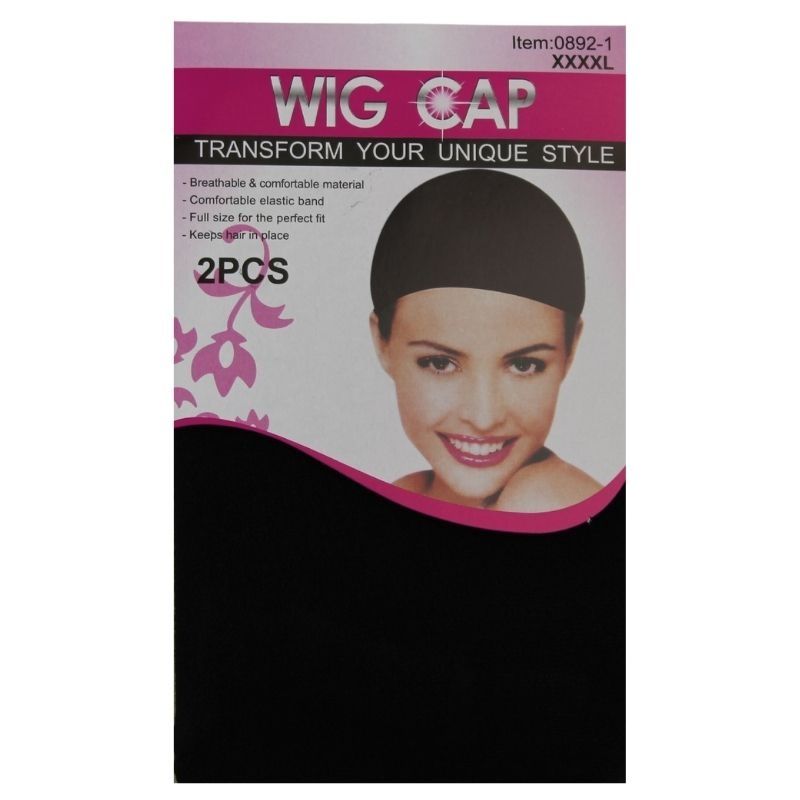 Item:0892-1
XXXXL
WIG CAP
TRANSFORM YOUR UNIQUE STYLE
- Breathable & comfortable material
- Comfortable elastic band
- Full size for the perfect fit
- Keeps hair in place
2PCS